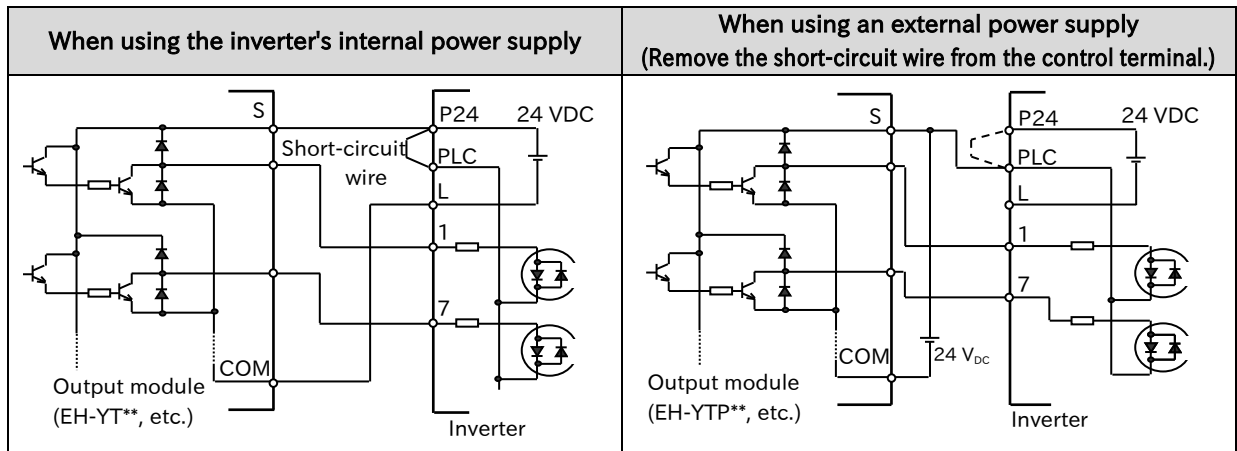 When using the inverter's internal power supply
When using an external power supply
(Remove the short-circuit wire from the control terminal.)
S
P24
24 VDC
Short-circuit
wire
PLC
L
1
7
COM
Output module
(EH-YT**, etc.)
Inverter
S
P24
24 VDC
PLC
L
1
7
24 VDC
COM
Output module
(EH-YTP**, etc.)
Inverter